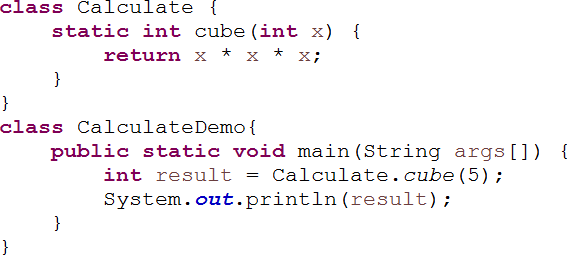 class Calculate {
    static int cube(int x) {
        return x * x * x;
    }
}
class CalculateDemo{
    public static void main(String args[]) {
        int result = Calculate.cube(5);
        System.out.println(result);
    }
}